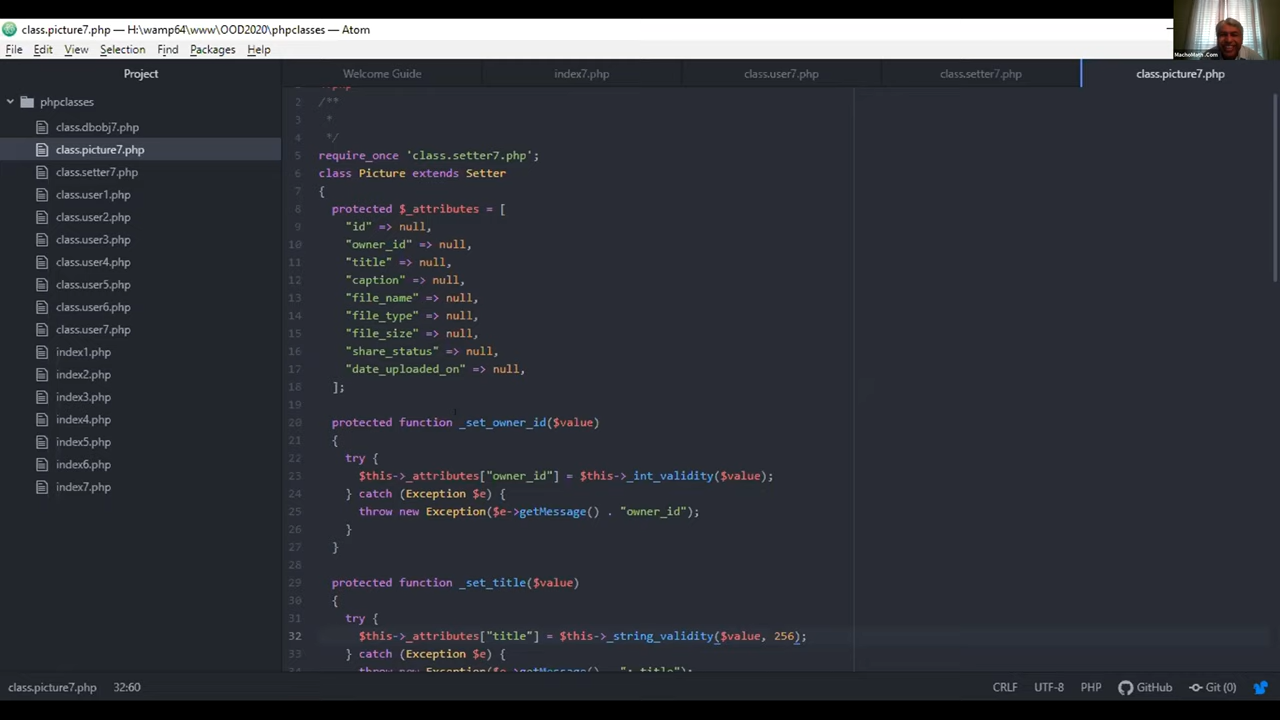 class.picture7.php — H:\wamp64\www\OOD2020\phpclasses — Atom
MachoMath .Com
File Edit View Selection Find Packages Help
Project
Welcome Guide
index7.php
class.user7.php
class.setter7.php
class.picture7.php
phpclasses
class.dbobj7.php
class.picture7.php
class.setter7.php
class.user1.php
class.user2.php
class.user3.php
class.user4.php
class.user5.php
class.user6.php
class.user7.php
index1.php
index2.php
index3.php
index4.php
index5.php
index6.php
index7.php
2 /**
3 *
4 */
5 require_once 'class.setter7.php';
6 class Picture extends Setter
7 {
8 protected $_attributes = [
9 "id" => null,
10 "owner_id" => null,
11 "title" => null,
12 "caption" => null,
13 "file_name" => null,
14 "file_type" => null,
15 "file_size" => null,
16 "share_status" => null,
17 "date_uploaded_on" => null,
18 ];
19
20 protected function _set_owner_id($value)
21 {
22 try {
23 $this->_attributes["owner_id"] = $this->_int_validity($value);
24 } catch (Exception $e) {
25 throw new Exception($e->getMessage() . "owner_id");
26 }
27 }
28
29 protected function _set_title($value)
30 {
31 try {
32 $this->_attributes["title"] = $this->_string_validity($value, 256);
33 } catch (Exception $e) {
34 throw new Exception($e->getMessage() . ": title");
class.picture7.php 32:60
CRLF UTF-8 PHP GitHub Git (0)